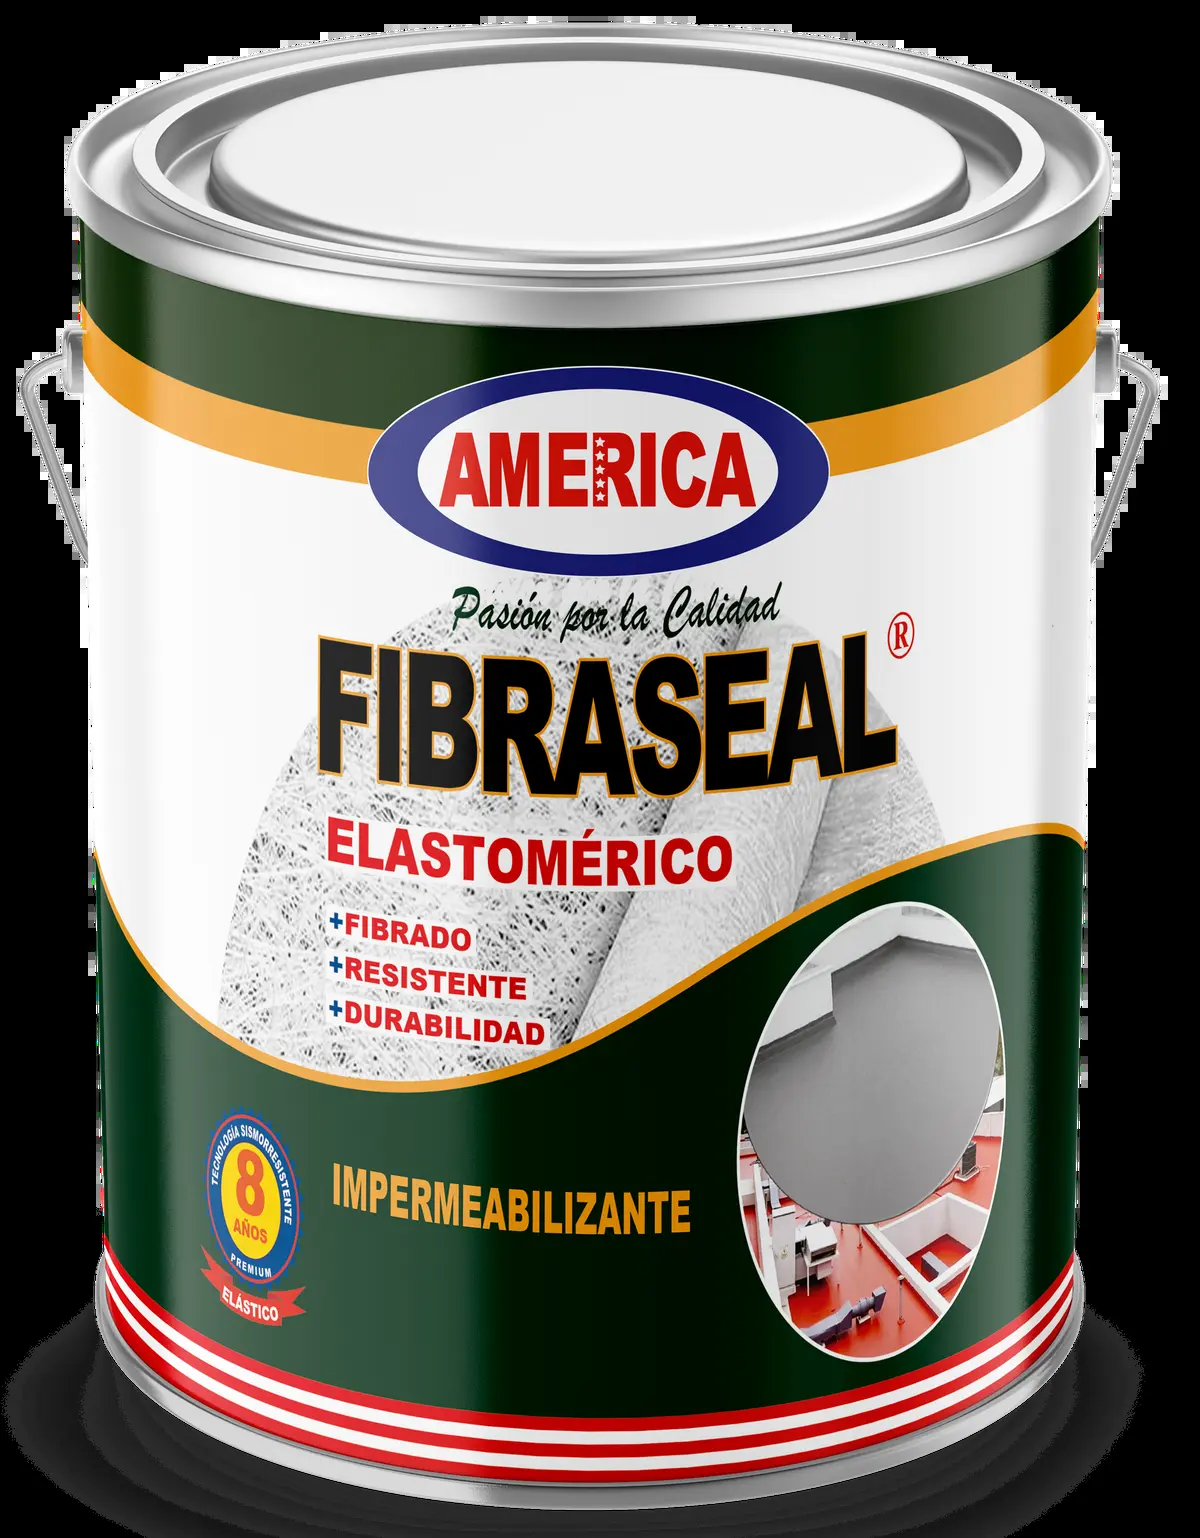 AMERICA
Pasión por la Calidad
FIBRASEAL®
ELASTOMÉRICO
+FIBRADO
+RESISTENTE
+DURABILIDAD
TECNOLOGÍA SISMORRESISTENTE
8
AÑOS
PREMIUM
ELÁSTICO
IMPERMEABILIZANTE